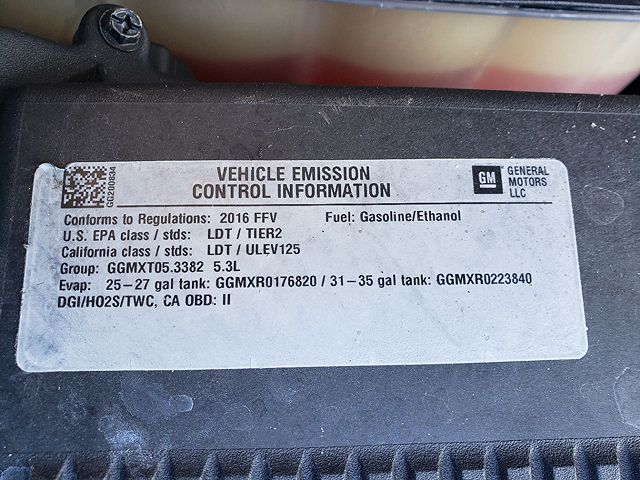 VEHICLE EMISSION
CONTROL INFORMATION
GM
GENERAL
MOTORS
LLC
GG200834
Conforms to Regulations: 2016 FFV Fuel: Gasoline/Ethanol
U.S. EPA class / stds: LDT / TIER2
California class / stds: LDT / ULEV125
Group: GGMXT05.3382 5.3L
Evap: 25–27 gal tank: GGMXR0176820 / 31–35 gal tank: GGMXR0223840
DGI/HO2S/TWC, CA OBD: II